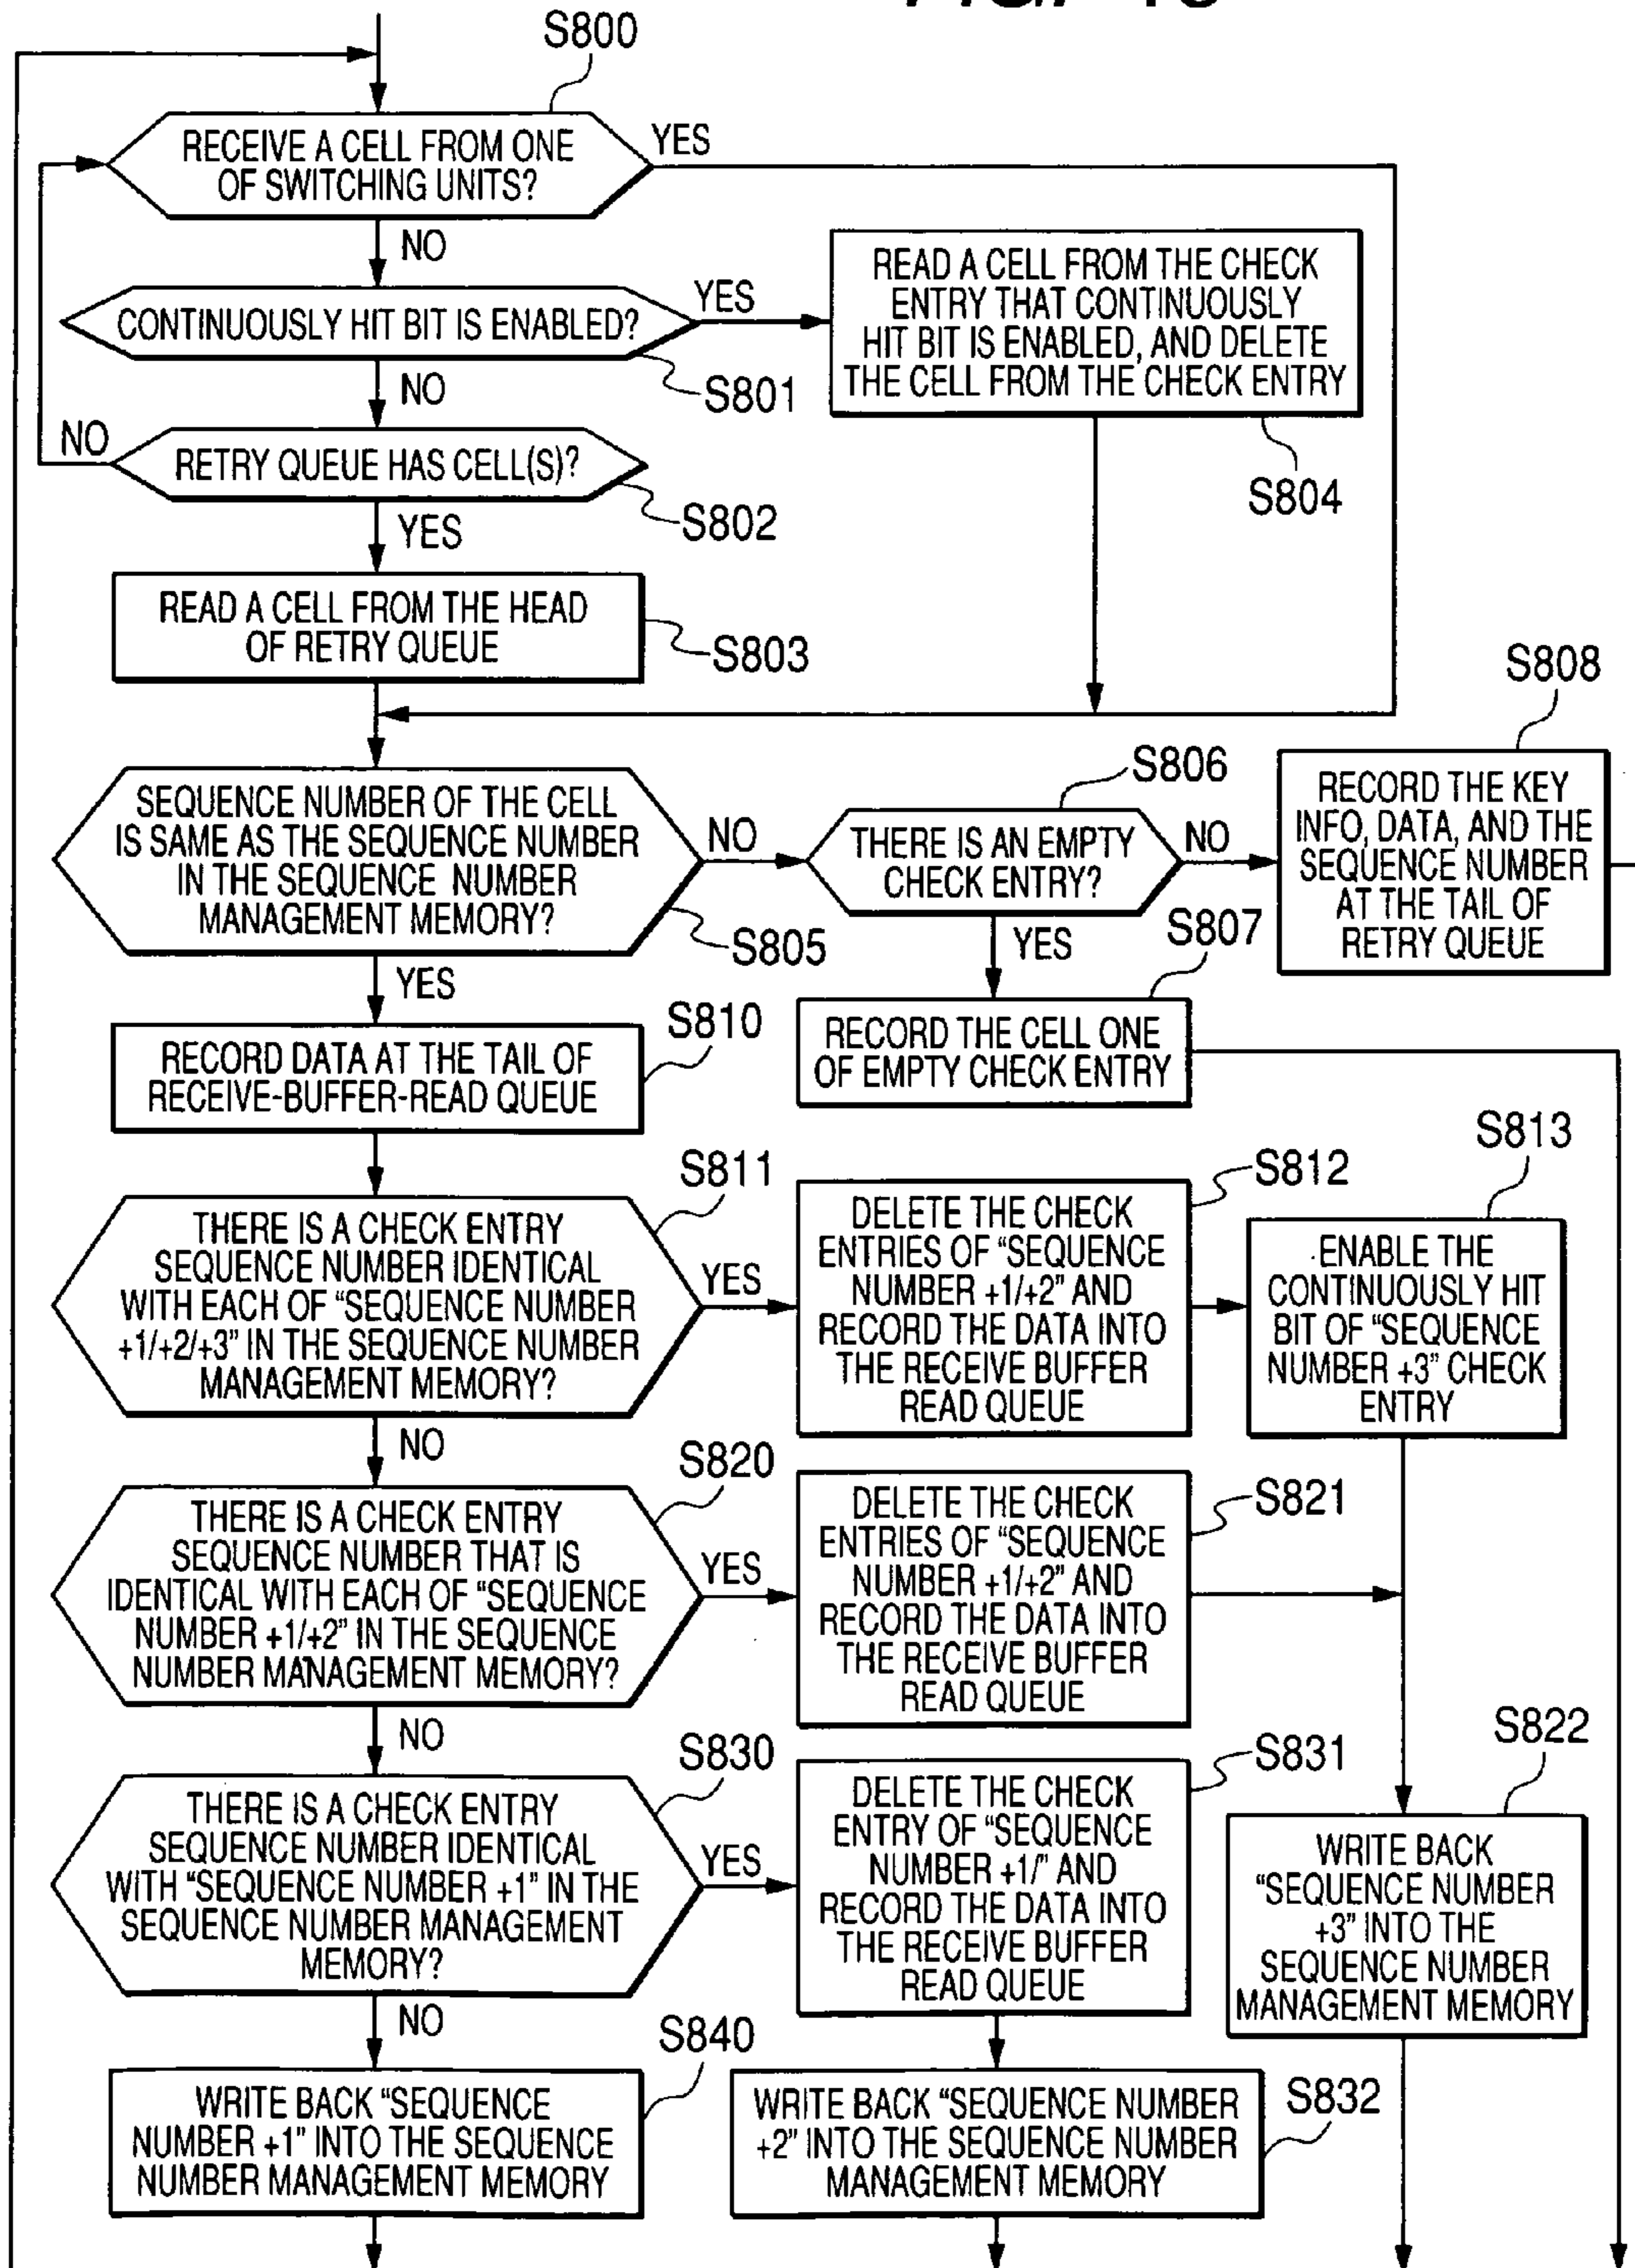 S800
RECEIVE A CELL FROM ONE
OF SWITCHING UNITS?
YES
NO
CONTINUOUSLY HIT BIT IS ENABLED?
YES
S801
NO
READ A CELL FROM THE CHECK
ENTRY THAT CONTINUOUSLY
HIT BIT IS ENABLED, AND DELETE
THE CELL FROM THE CHECK ENTRY
S804
NO
RETRY QUEUE HAS CELL(S)?
S802
YES
READ A CELL FROM THE HEAD
OF RETRY QUEUE
S803
SEQUENCE NUMBER OF THE CELL
IS SAME AS THE SEQUENCE NUMBER
IN THE SEQUENCE NUMBER
MANAGEMENT MEMORY?
S805
NO
YES
S806
THERE IS AN EMPTY
CHECK ENTRY?
NO
YES
S808
RECORD THE KEY
INFO, DATA, AND THE
SEQUENCE NUMBER
AT THE TAIL OF
RETRY QUEUE
S807
RECORD THE CELL ONE
OF EMPTY CHECK ENTRY
S810
RECORD DATA AT THE TAIL OF
RECEIVE-BUFFER-READ QUEUE
S811
THERE IS A CHECK ENTRY
SEQUENCE NUMBER IDENTICAL
WITH EACH OF “SEQUENCE NUMBER
+1/+2/+3” IN THE SEQUENCE NUMBER
MANAGEMENT MEMORY?
YES
NO
S812
DELETE THE CHECK
ENTRIES OF “SEQUENCE
NUMBER +1/+2” AND
RECORD THE DATA INTO
THE RECEIVE BUFFER
READ QUEUE
S813
ENABLE THE
CONTINUOUSLY HIT
BIT OF “SEQUENCE
NUMBER +3” CHECK
ENTRY
S820
THERE IS A CHECK ENTRY
SEQUENCE NUMBER THAT IS
IDENTICAL WITH EACH OF “SEQUENCE
NUMBER +1/+2” IN THE SEQUENCE
NUMBER MANAGEMENT MEMORY?
YES
NO
S821
DELETE THE CHECK
ENTRIES OF “SEQUENCE
NUMBER +1/+2” AND
RECORD THE DATA INTO
THE RECEIVE BUFFER
READ QUEUE
S822
WRITE BACK
“SEQUENCE NUMBER
+3” INTO THE
SEQUENCE NUMBER
MANAGEMENT MEMORY
S830
THERE IS A CHECK ENTRY
SEQUENCE NUMBER IDENTICAL
WITH “SEQUENCE NUMBER +1” IN THE
SEQUENCE NUMBER MANAGEMENT
MEMORY?
YES
NO
S831
DELETE THE CHECK
ENTRY OF “SEQUENCE
NUMBER +1/” AND
RECORD THE DATA INTO
THE RECEIVE BUFFER
READ QUEUE
S840
WRITE BACK “SEQUENCE
NUMBER +1” INTO THE SEQUENCE
NUMBER MANAGEMENT MEMORY
S832
WRITE BACK “SEQUENCE NUMBER
+2” INTO THE SEQUENCE NUMBER
MANAGEMENT MEMORY